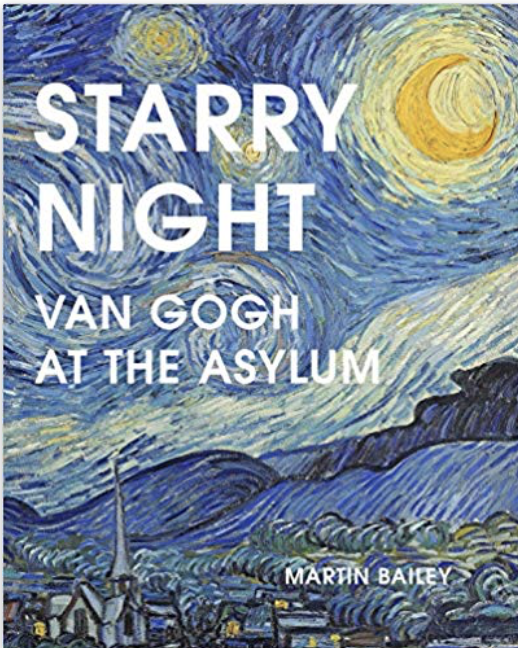 STARRY
NIGHT
VAN GOGH
AT THE ASYLUM
MARTIN BAILEY